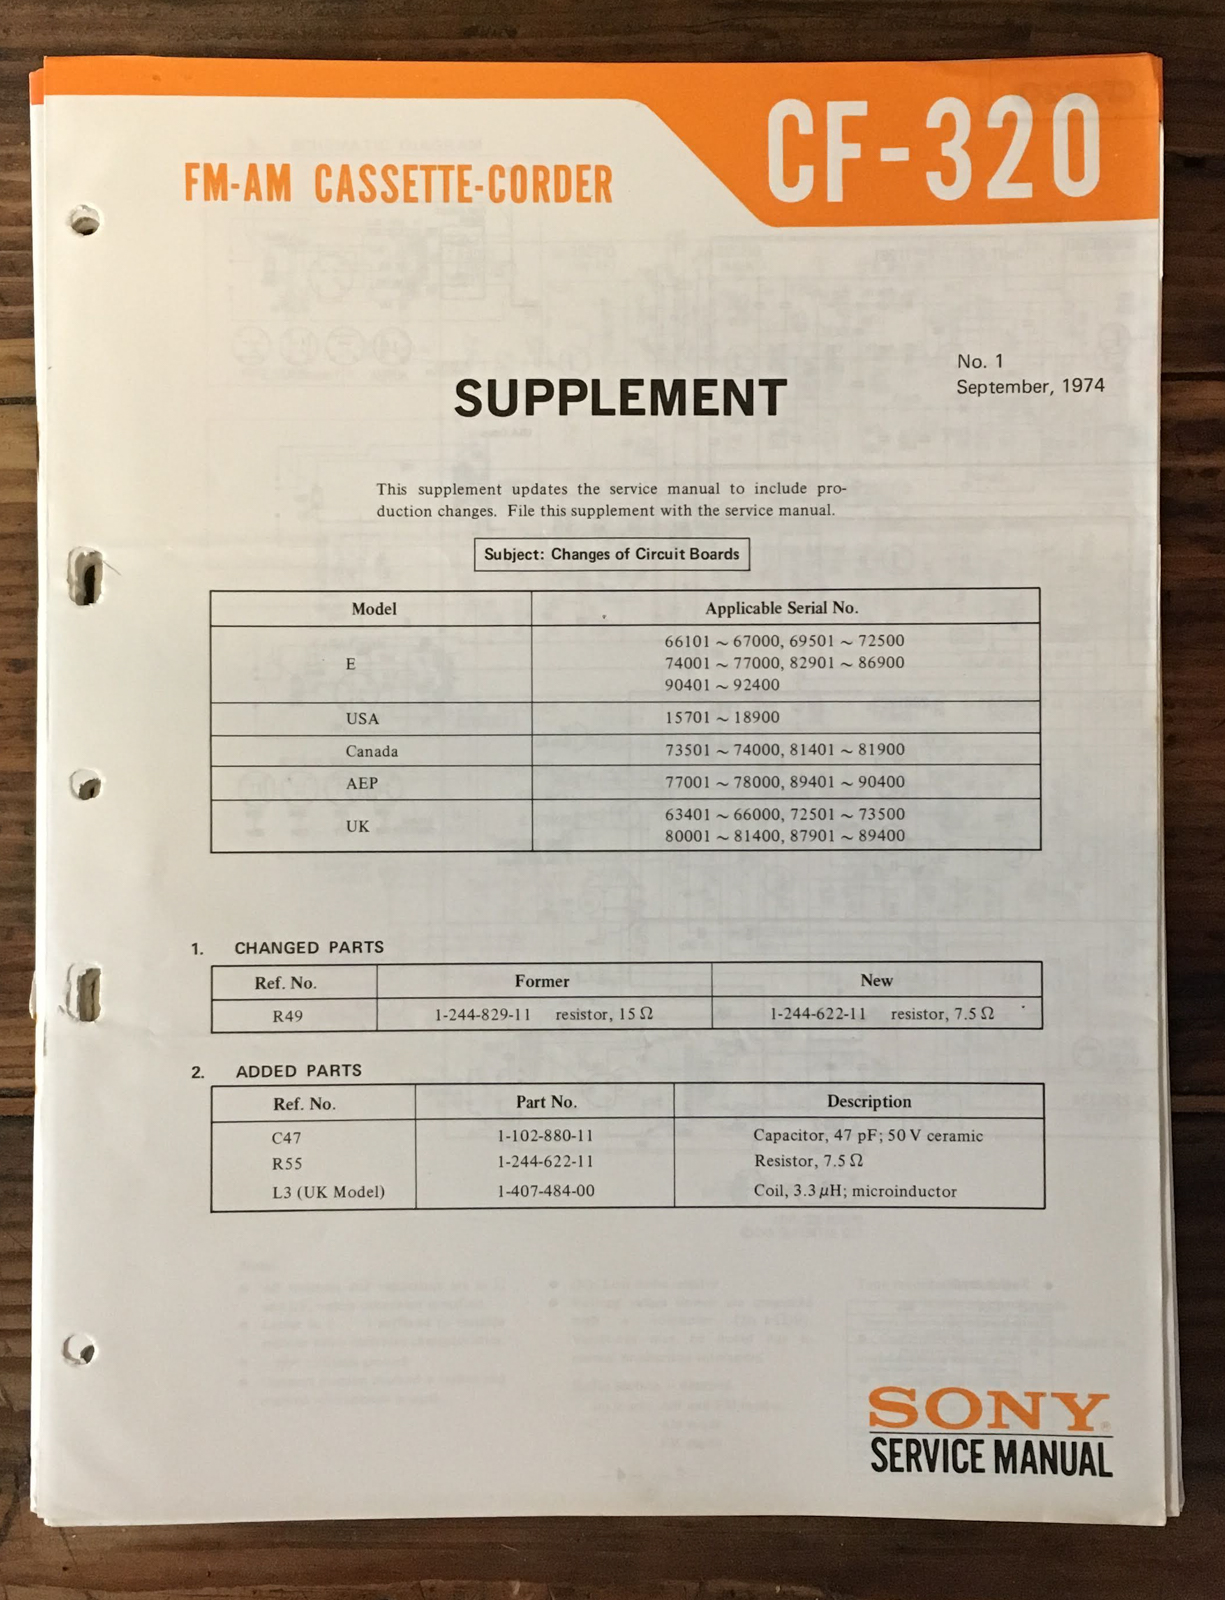 CF-320
FM-AM CASSETTE-CORDER
No. 1
September, 1974
SUPPLEMENT
This supplement updates the service manual to include pro-
duction changes. File this supplement with the service manual.
Subject: Changes of Circuit Boards
Model Applicable Serial No.
E 66101 ~ 67000, 69501 ~ 72500
74001 ~ 77000, 82901 ~ 86900
90401 ~ 92400
USA 15701 ~ 18900
Canada 73501 ~ 74000, 81401 ~ 81900
AEP 77001 ~ 78000, 89401 ~ 90400
UK 63401 ~ 66000, 72501 ~ 73500
80001 ~ 81400, 87901 ~ 89400
1. CHANGED PARTS
Ref. No. Former New
R49 1-244-829-11 resistor, 15 Ω 1-244-622-11 resistor, 7.5 Ω
2. ADDED PARTS
Ref. No. Part No. Description
C47 1-102-880-11 Capacitor, 47 pF; 50 V ceramic
R55 1-244-622-11 Resistor, 7.5 Ω
L3 (UK Model) 1-407-484-00 Coil, 3.3 μH; microinductor
SONY®
SERVICE MANUAL